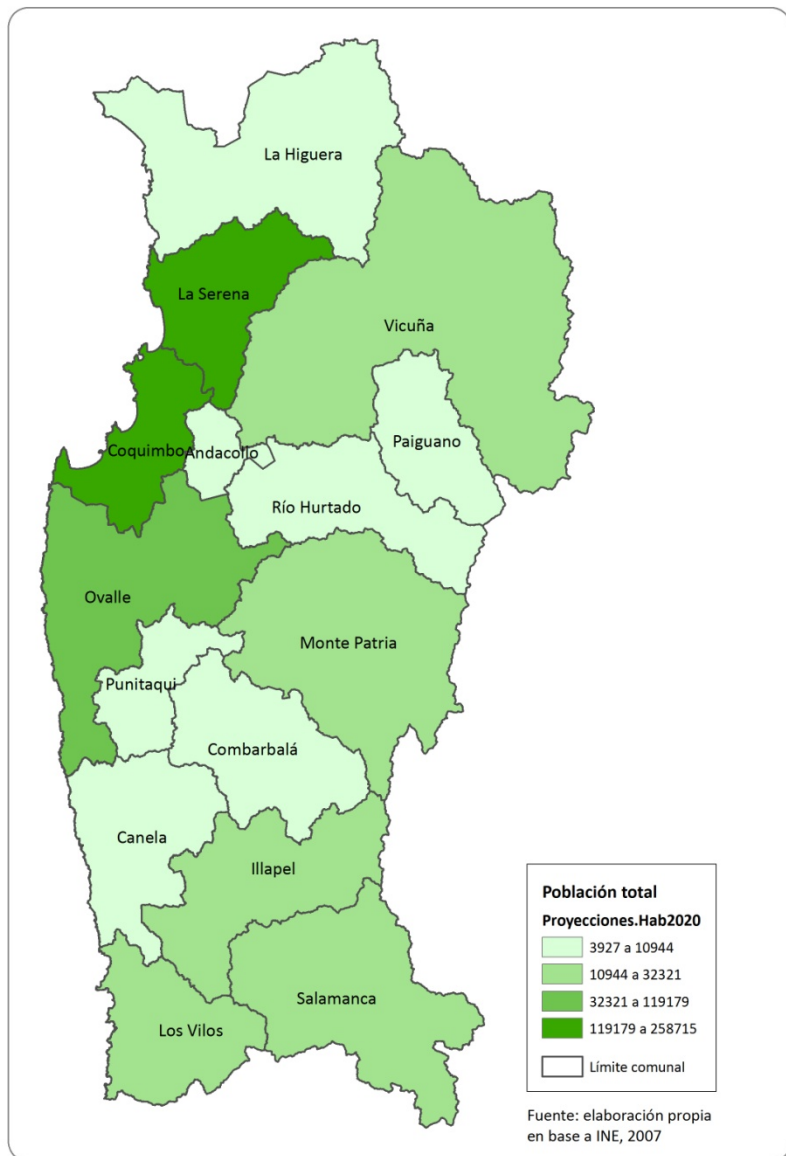 La Higuera
La Serena
Vicuña
Paiguano
Coquimbo
Andacollo
Río Hurtado
Ovalle
Monte Patria
Punitaqui
Combarbalá
Canela
Illapel
Salamanca
Los Vilos
Población total
Proyecciones.Hab2020
3927 a 10944
10944 a 32321
32321 a 119179
119179 a 258715
Límite comunal
Fuente: elaboración propia
en base a INE, 2007